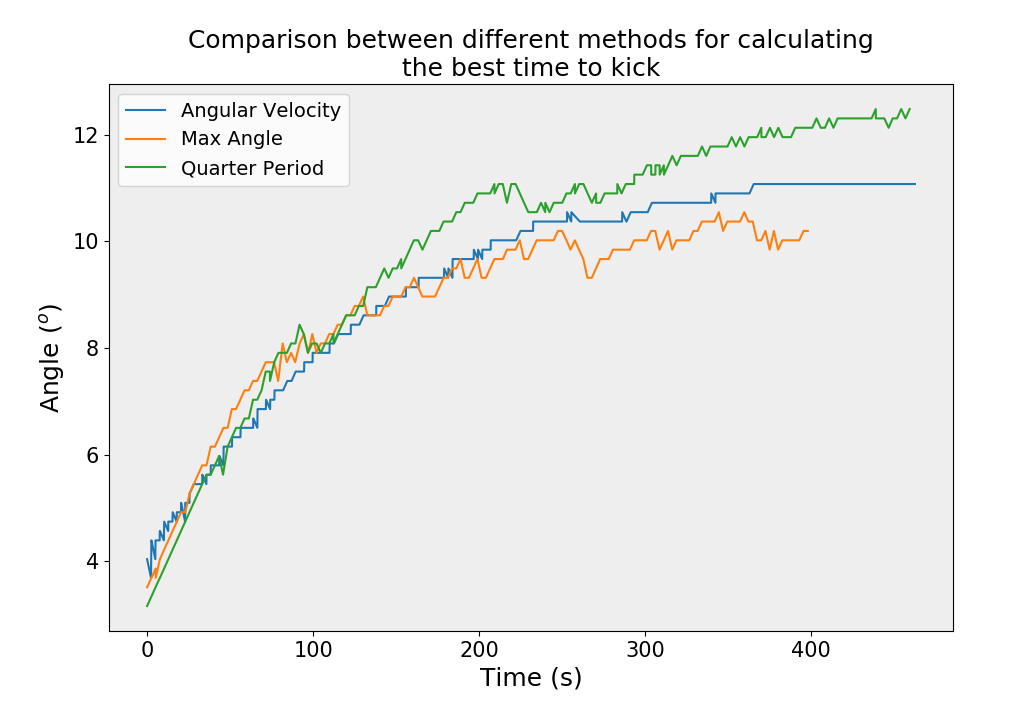 Comparison between different methods for calculating
the best time to kick
Angular Velocity
Max Angle
Quarter Period
12
10
8
6
4
Angle (°)
0 100 200 300 400
Time (s)